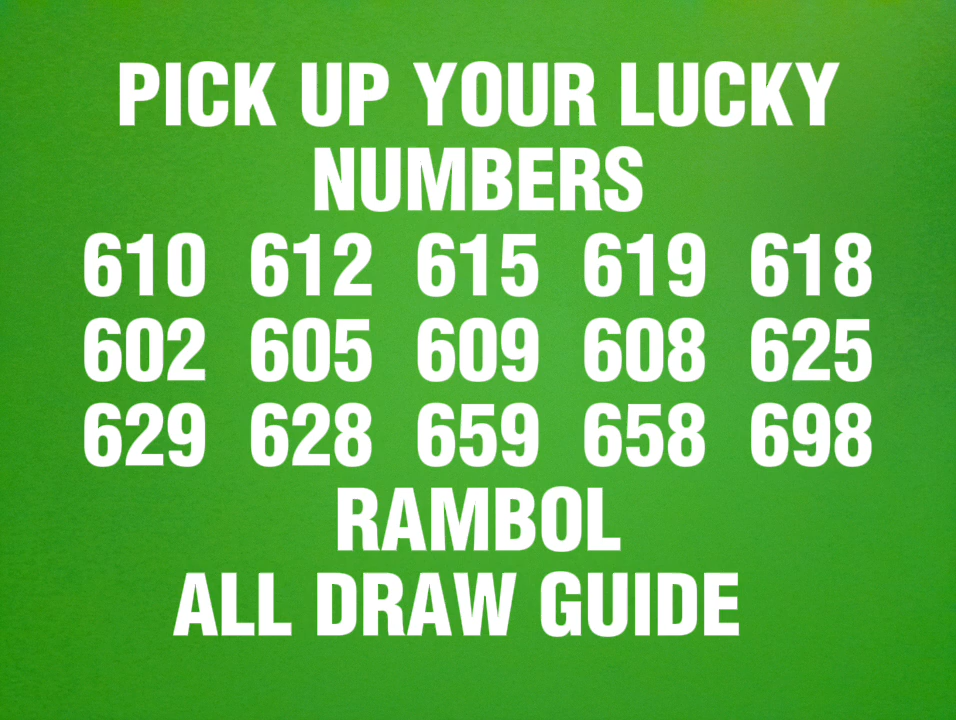 PICK UP YOUR LUCKY
NUMBERS
610 612 615 619 618
602 605 609 608 625
629 628 659 658 698
RAMBOL
ALL DRAW GUIDE